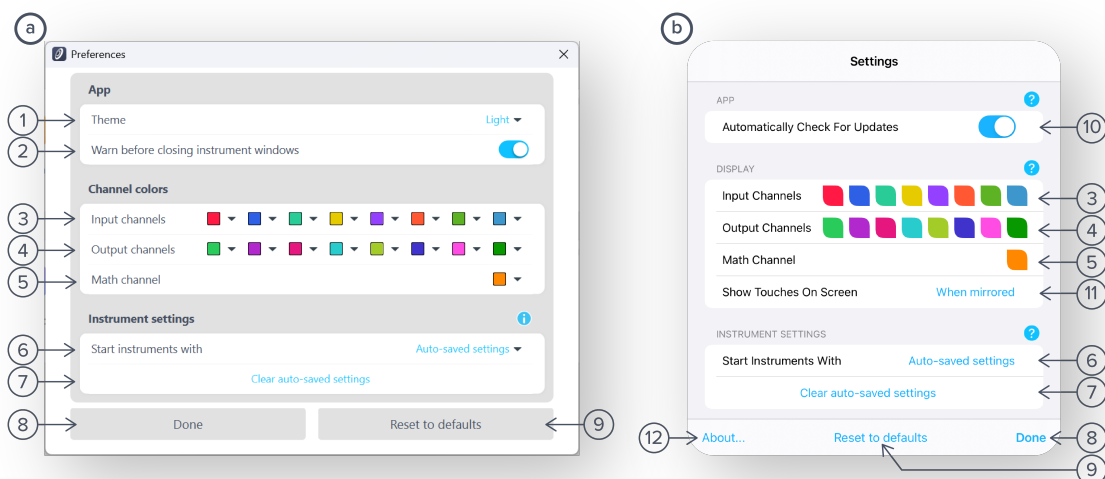 a
Preferences
App
1
Theme
Light
2
Warn before closing instrument windows
Channel colors
3
Input channels
4
Output channels
5
Math channel
Instrument settings
6
Start instruments with
Auto-saved settings
7
Clear auto-saved settings
8
Done
Reset to defaults
9
b
Settings
APP
?
Automatically Check For Updates
10
DISPLAY
?
Input Channels
3
Output Channels
4
Math Channel
5
Show Touches On Screen
When mirrored
11
INSTRUMENT SETTINGS
?
Start Instruments With
Auto-saved settings
6
Clear auto-saved settings
7
12
About...
Reset to defaults
Done
8
9